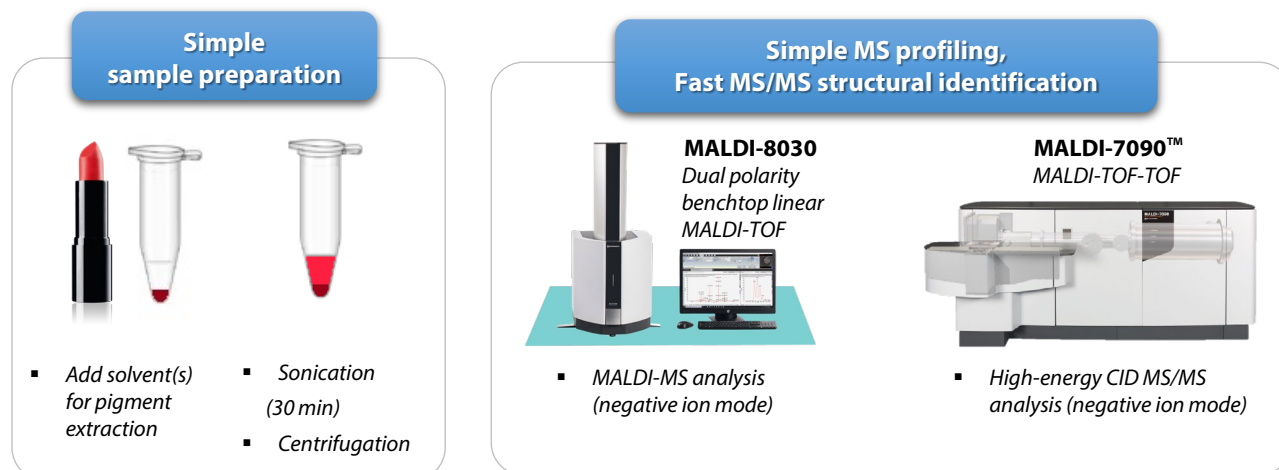 Simple
sample preparation
Simple MS profiling,
Fast MS/MS structural identification
MALDI-8030
Dual polarity
benchtop linear
MALDI-TOF
MALDI-7090™
MALDI-TOF-TOF
▪ Add solvent(s)
for pigment
extraction
▪ Sonication
(30 min)
▪ Centrifugation
▪ MALDI-MS analysis
(negative ion mode)
▪ High-energy CID MS/MS
analysis (negative ion mode)